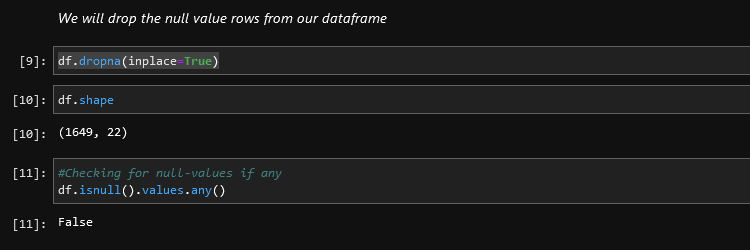 We will drop the null value rows from our dataframe
[9]: df.dropna(inplace=True)
[10]: df.shape
[10]: (1649, 22)
[11]: #Checking for null-values if any
df.isnull().values.any()
[11]: False